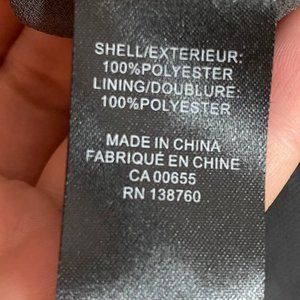 SHELL/EXTERIEUR:
100%POLYESTER
LINING/DOUBLURE:
100%POLYESTER
MADE IN CHINA
FABRIQUÉ EN CHINE
CA 00655
RN 138760